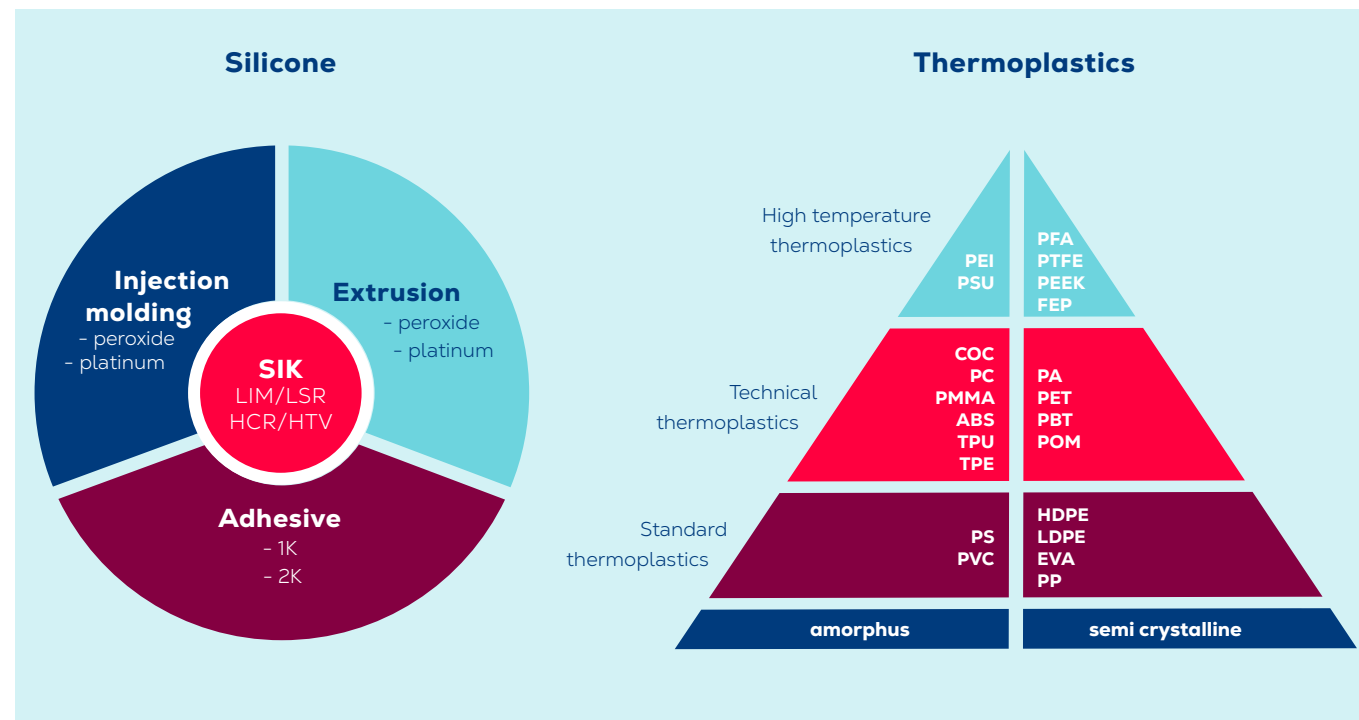 Silicone
Injection
molding
- peroxide
- platinum
Extrusion
- peroxide
- platinum
SIK
LIM/LSR
HCR/HTV
Adhesive
- 1K
- 2K
Thermoplastics
High temperature
thermoplastics
PEI
PSU
PFA
PTFE
PEEK
FEP
Technical
thermoplastics
COC
PC
PMMA
ABS
TPU
TPE
PA
PET
PBT
POM
Standard
thermoplastics
PS
PVC
HDPE
LDPE
EVA
PP
amorphus
semi crystalline